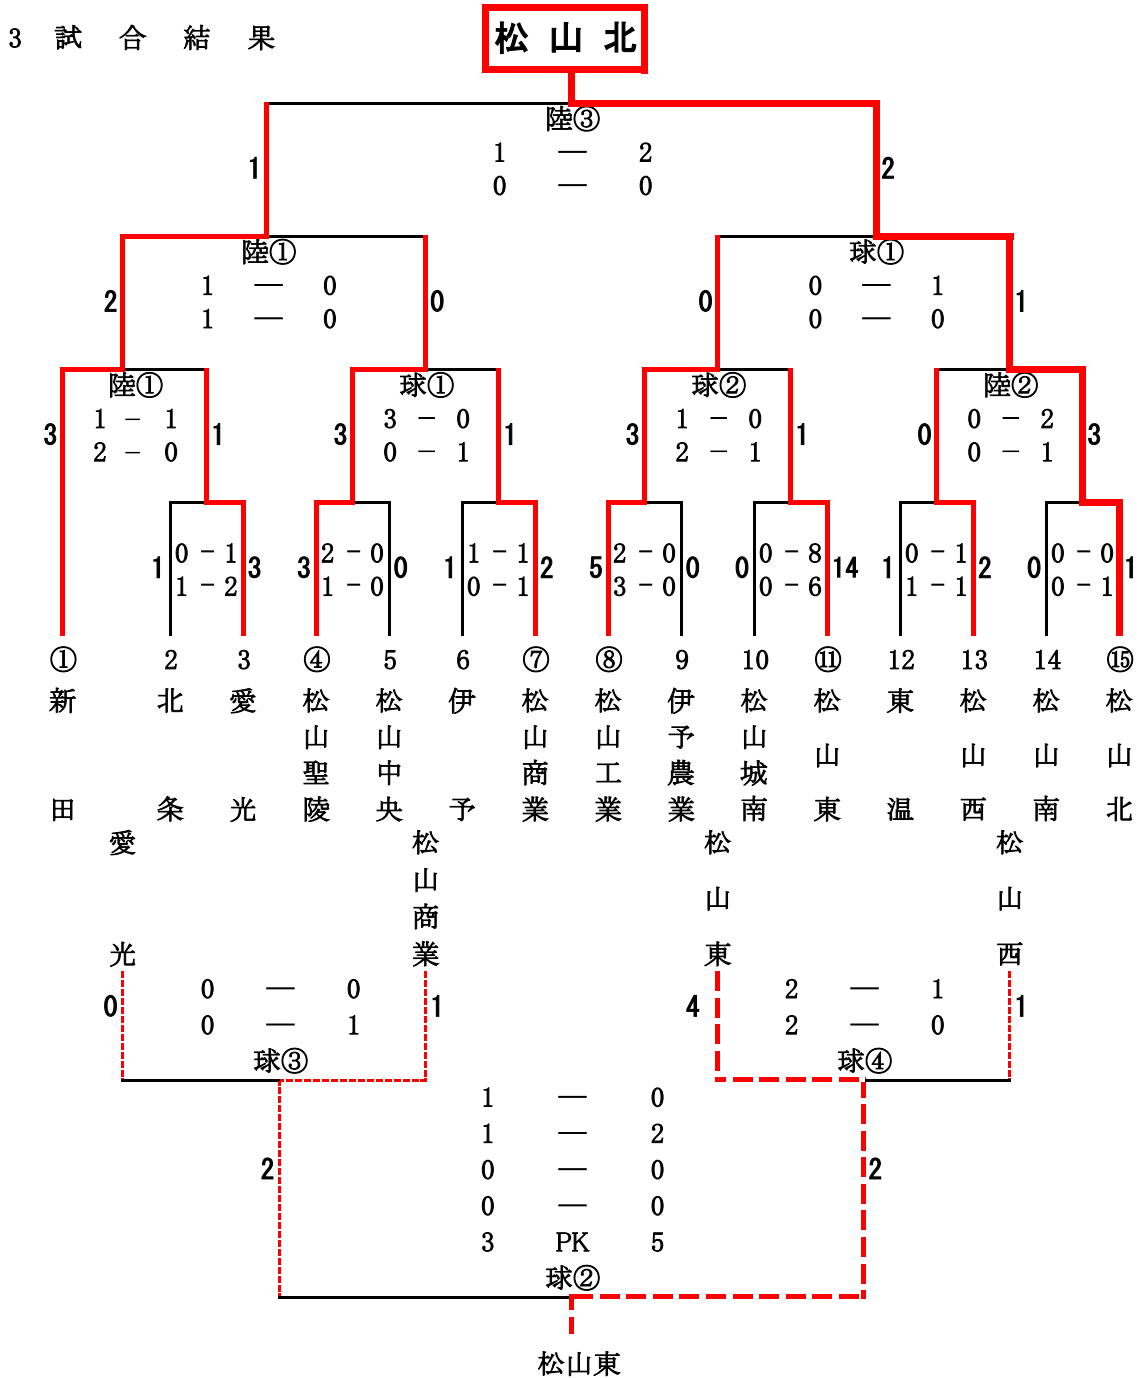 3 試合結果
松山北
陸③
1 ― 2
1 2
0 ― 0
陸① 球①
1 ― 0 0 ― 1
2 0 0 1
1 ― 0 0 ― 0
陸① 球① 球② 陸②
1 － 1 3 － 0 1 － 0 0 － 2
3 1 3 1 3 1 0 3
2 － 0 0 － 1 2 － 1 0 － 1
0－1 2－0 1－1 2－0 0－8 0－1 0－0
1 3 3 0 1 2 5 0 0 14 1 2 0 1
1－2 1－0 0－1 3－0 0－6 1－1 0－1
① 2 3 ④ 5 6 ⑦ ⑧ 9 10 ⑪ 12 13 14 ⑮
新田
北条
愛光
松山聖陵
松山中央
伊予
松山商業
松山工業
伊予農業
松山城南
松山東
東温
松山西
松山南
松山北
愛光
松山商業
松山東
松山西
0 ― 0 2 ― 1
0 1 4 1
0 ― 1 2 ― 0
球③ 球④
1 ― 0
1 ― 2
2 0 ― 0 2
0 ― 0
3 PK 5
球②
松山東